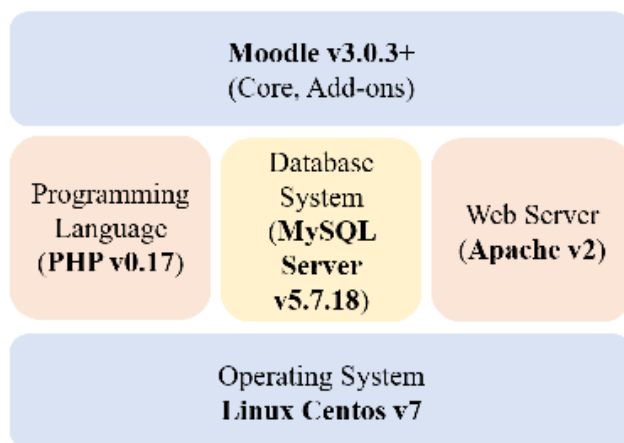 Moodle v3.0.3+
(Core, Add-ons)
Programming
Language
(PHP v0.17)
Database
System
(MySQL
Server
v5.7.18)
Web Server
(Apache v2)
Operating System
Linux Centos v7